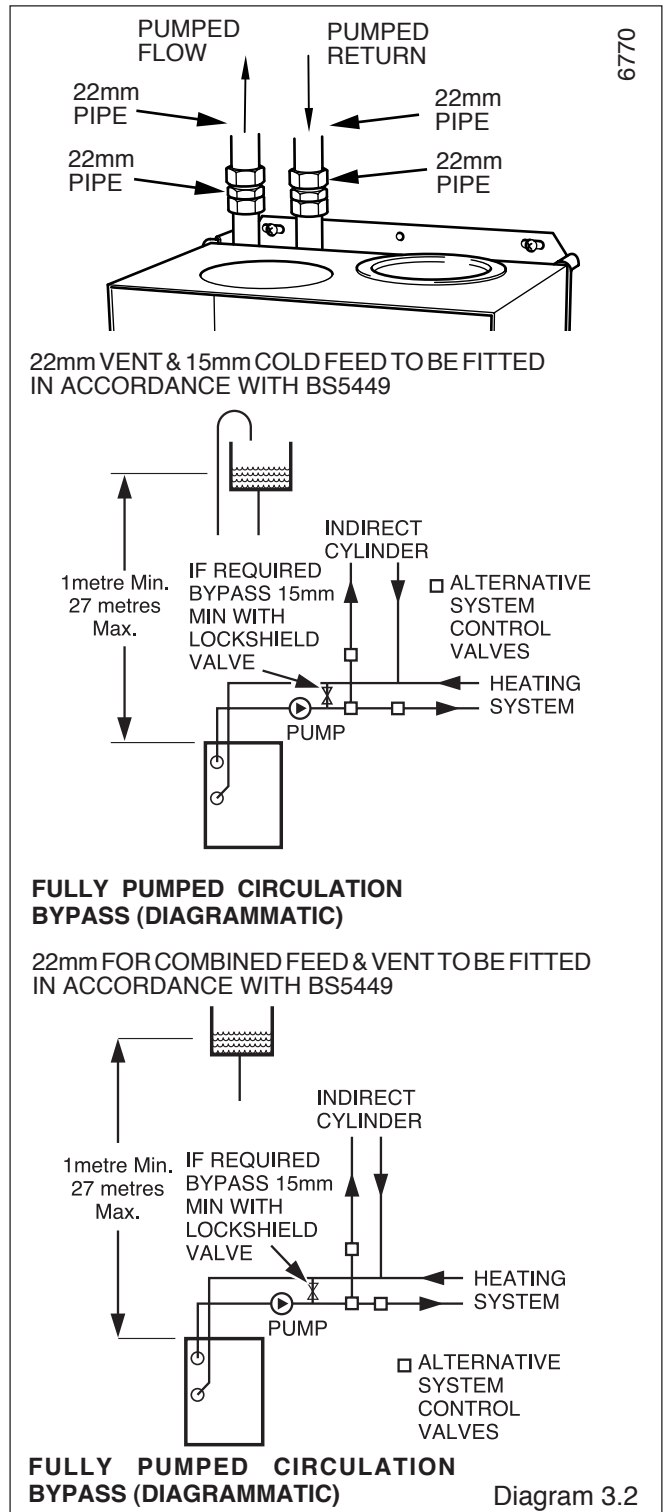 PUMPED
FLOW
PUMPED
RETURN
6770
22mm
PIPE
22mm
PIPE
22mm
PIPE
22mm
PIPE
22mm VENT & 15mm COLD FEED TO BE FITTED
IN ACCORDANCE WITH BS5449
1metre Min.
27 metres
Max.
IF REQUIRED
BYPASS 15mm
MIN WITH
LOCKSHIELD
VALVE
INDIRECT
CYLINDER
ALTERNATIVE
SYSTEM
CONTROL
VALVES
HEATING
SYSTEM
PUMP
FULLY PUMPED CIRCULATION
BYPASS (DIAGRAMMATIC)
22mm FOR COMBINED FEED & VENT TO BE FITTED
IN ACCORDANCE WITH BS5449
INDIRECT
CYLINDER
1metre Min.
27 metres
Max.
IF REQUIRED
BYPASS 15mm
MIN WITH
LOCKSHIELD
VALVE
HEATING
SYSTEM
PUMP
ALTERNATIVE
SYSTEM
CONTROL
VALVES
FULLY PUMPED CIRCULATION
BYPASS (DIAGRAMMATIC)
Diagram 3.2